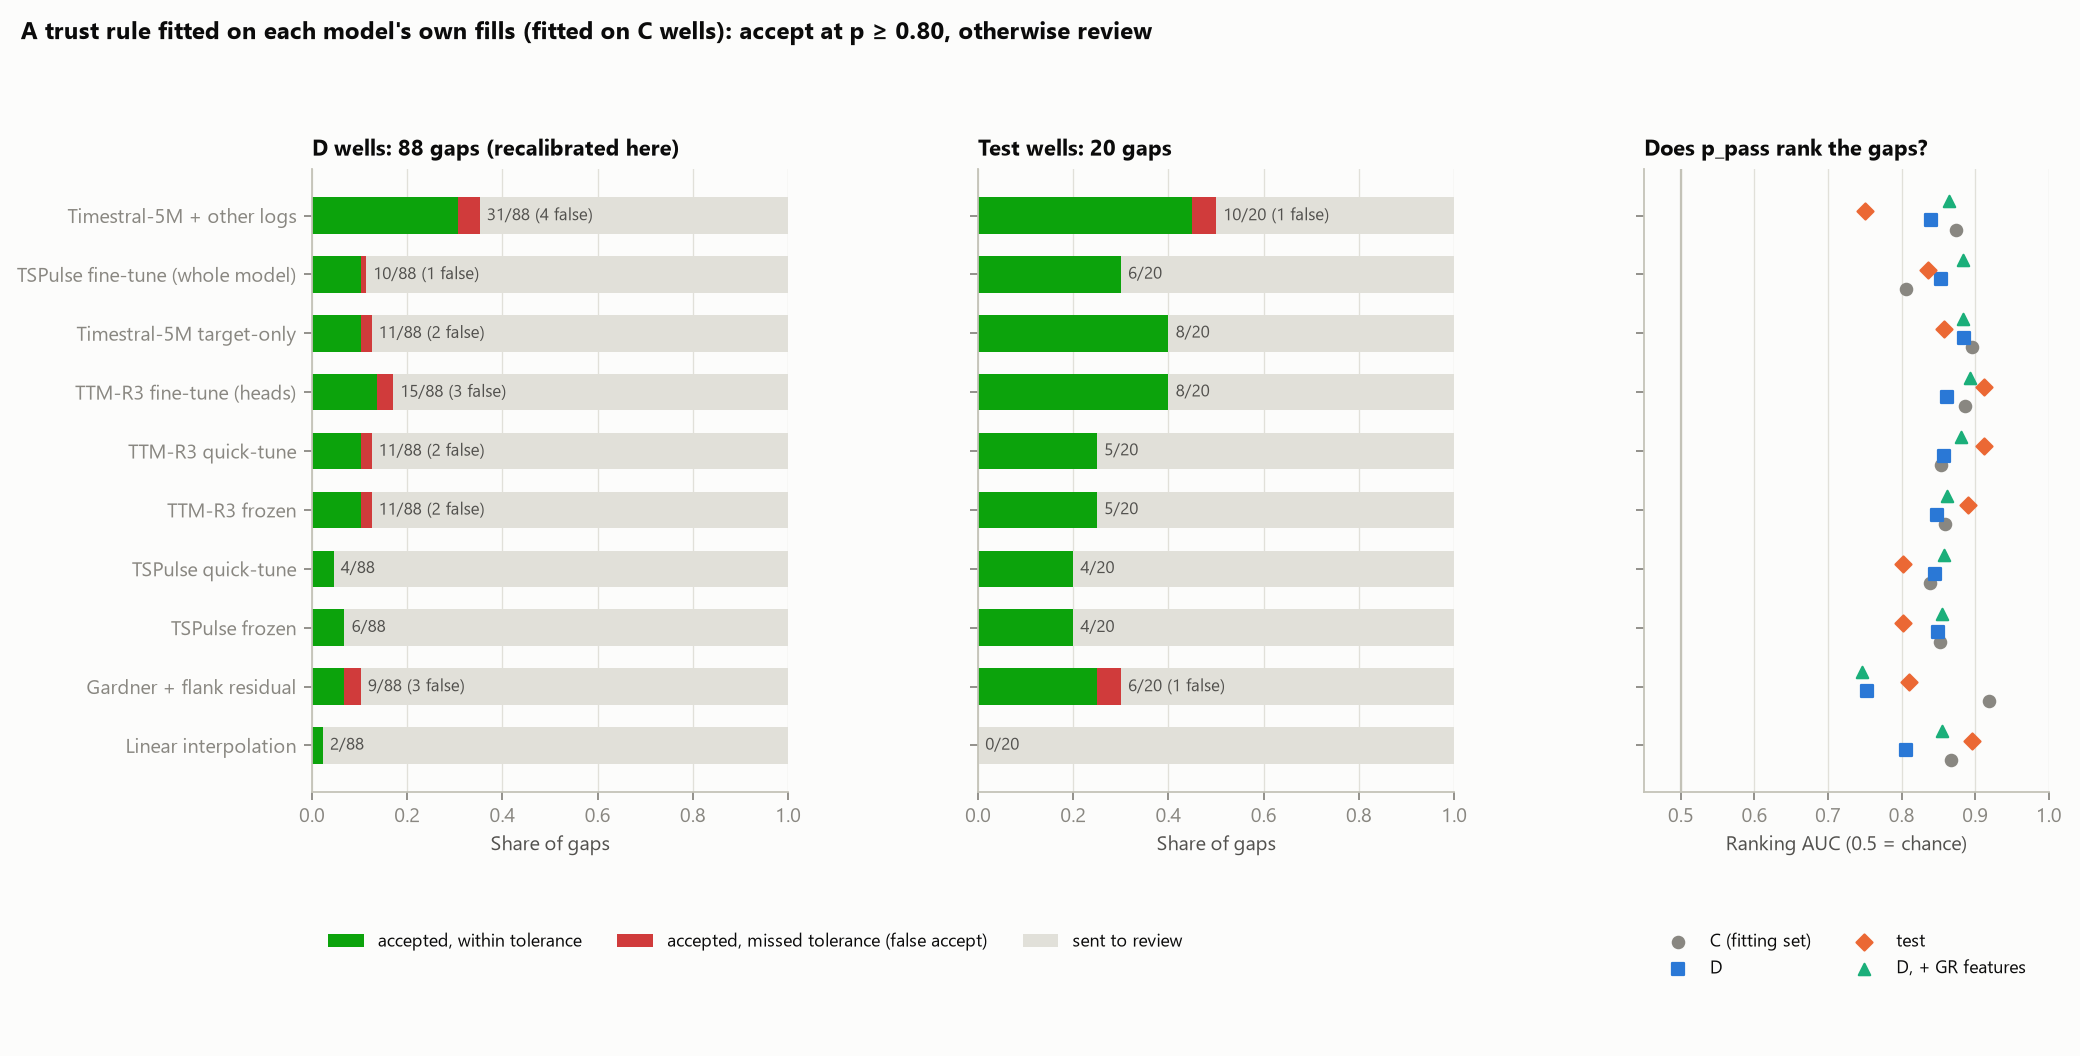 A trust rule fitted on each model's own fills (fitted on C wells): accept at p ≥ 0.80, otherwise review
D wells: 88 gaps (recalibrated here)
Test wells: 20 gaps
Does p_pass rank the gaps?
Timestral-5M + other logs
31/88 (4 false)
10/20 (1 false)
TSPulse fine-tune (whole model)
10/88 (1 false)
6/20
Timestral-5M target-only
11/88 (2 false)
8/20
TTM-R3 fine-tune (heads)
15/88 (3 false)
8/20
TTM-R3 quick-tune
11/88 (2 false)
5/20
TTM-R3 frozen
11/88 (2 false)
5/20
TSPulse quick-tune
4/88
4/20
TSPulse frozen
6/88
4/20
Gardner + flank residual
9/88 (3 false)
6/20 (1 false)
Linear interpolation
2/88
0/20
0.0 0.2 0.4 0.6 0.8 1.0
0.0 0.2 0.4 0.6 0.8 1.0
0.5 0.6 0.7 0.8 0.9 1.0
Share of gaps
Share of gaps
Ranking AUC (0.5 = chance)
accepted, within tolerance
accepted, missed tolerance (false accept)
sent to review
C (fitting set)
test
D
D, + GR features